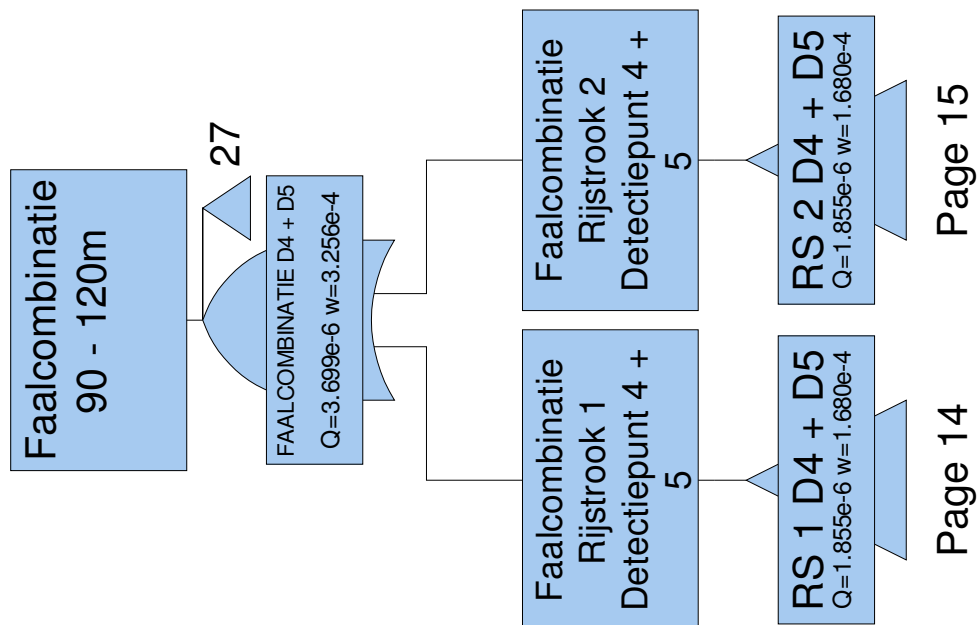 Faalcombinatie
90 - 120m
27
FAALCOMBINATIE D4 + D5
Q=3.699e-6 w=3.256e-4
Faalcombinatie
Rijstrook 1
Detectiepunt 4 +
5
RS 1 D4 + D5
Q=1.855e-6 w=1.680e-4
Page 14
Faalcombinatie
Rijstrook 2
Detectiepunt 4 +
5
RS 2 D4 + D5
Q=1.855e-6 w=1.680e-4
Page 15